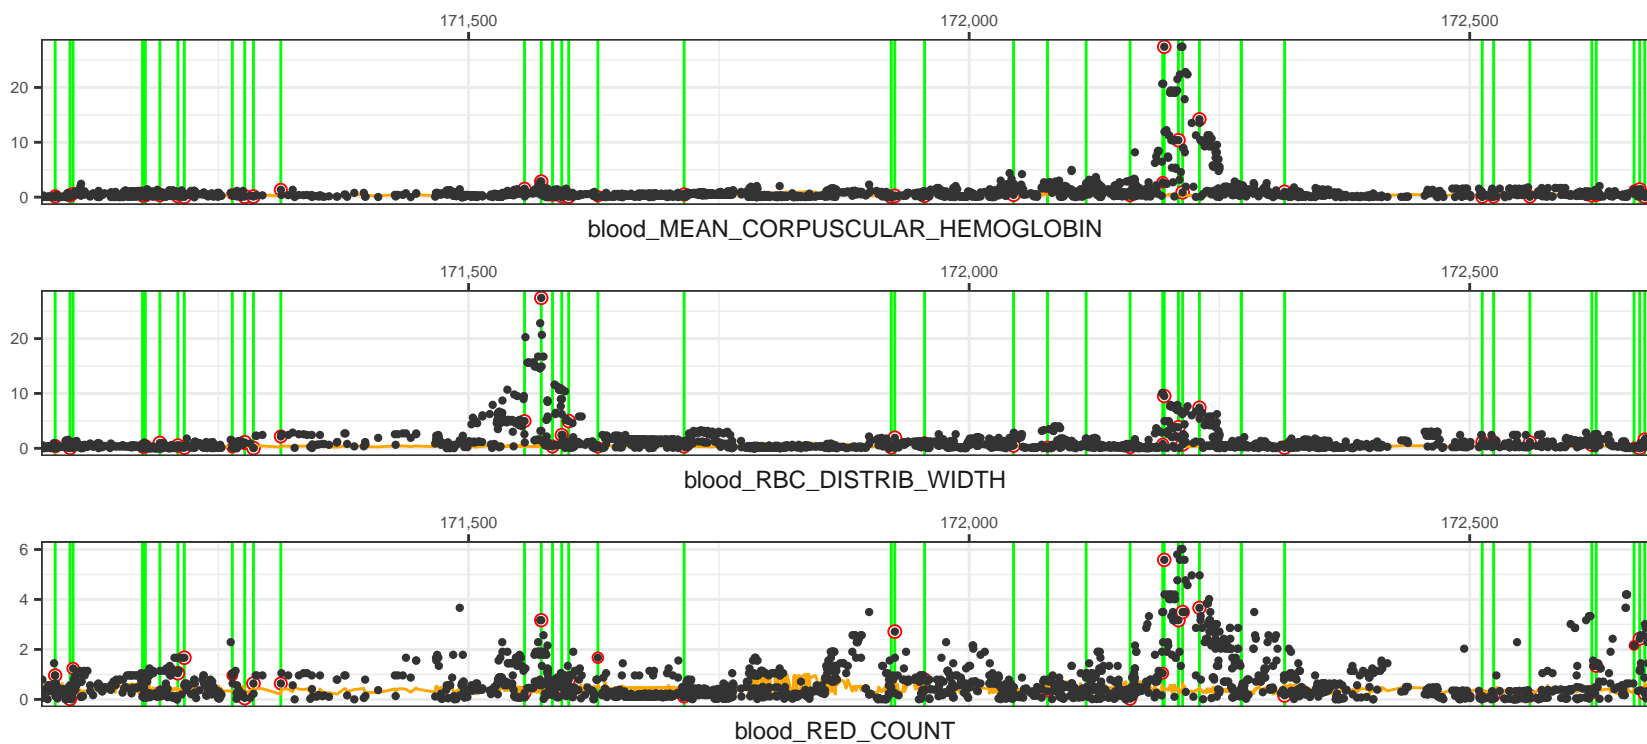 171,500 172,000 172,500
20
10
0
blood_MEAN_CORPUSCULAR_HEMOGLOBIN
171,500 172,000 172,500
20
10
0
blood_RBC_DISTRIB_WIDTH
171,500 172,000 172,500
6
4
2
0
blood_RED_COUNT